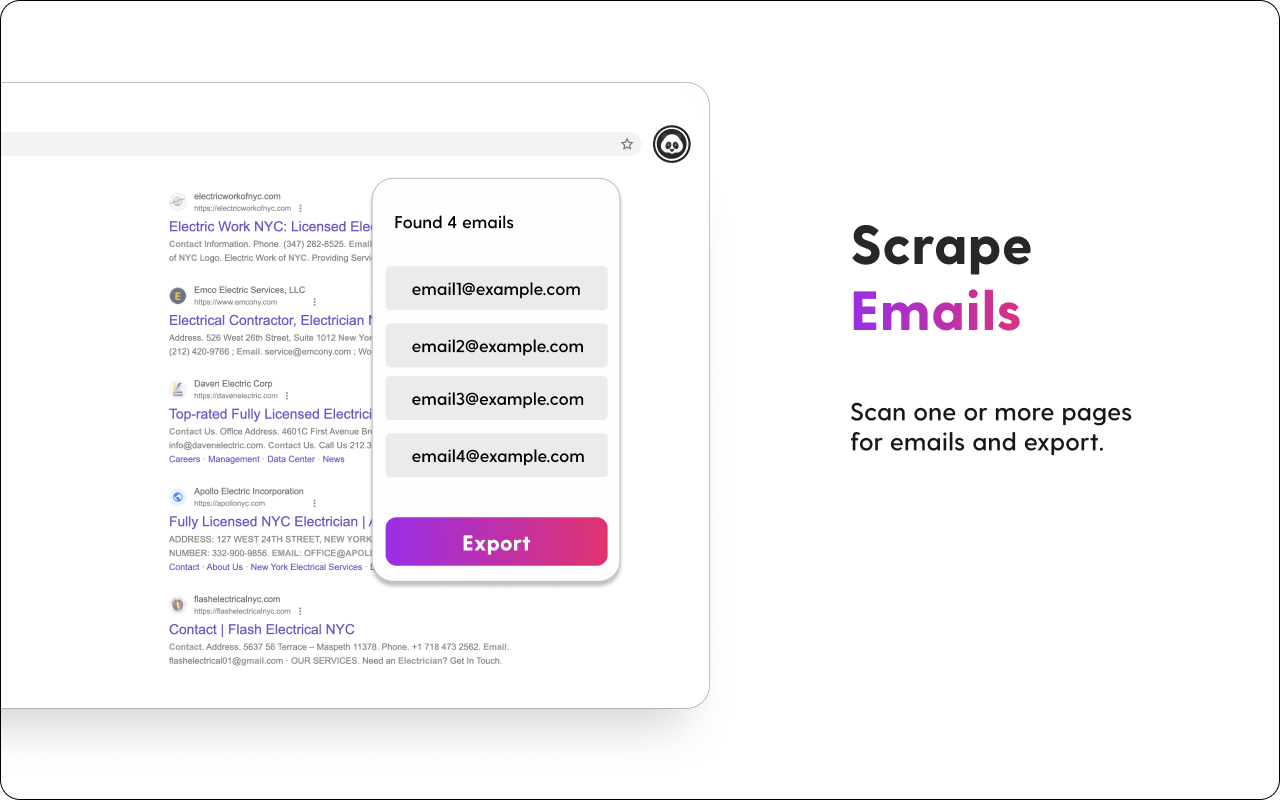 electricworkofnyc.com
https://electricworkofnyc.com
Electric Work NYC: Licensed Ele
Contact Information. Phone. (347) 282-8525. Email
of NYC Logo. Electric Work of NYC. Providing Servi
E
Emco Electric Services, LLC
https://www.emcony.com
Electrical Contractor, Electrician
Address. 526 West 26th Street, Suite 1012 New Yor
(212) 420-9766 ; Email. service@emcony.com ; Wo
Daven Electric Corp
https://davenelectric.com
Top-rated Fully Licensed Electrici
Contact Us. Office Address. 4601C First Avenue Br
info@davenelectric.com. Contact Us. Call Us 212.3
Careers · Management · Data Center · News
Apollo Electric Incorporation
https://apollonyc.com
Fully Licensed NYC Electrician |
ADDRESS: 127 WEST 24TH STREET, NEW YORK
NUMBER: 332-900-9856. EMAIL: OFFICE@APOL
Contact · About Us · New York Electrical Services ·
flashelectricalnyc.com
https://flashelectricalnyc.com
Contact | Flash Electrical NYC
Contact. Address. 5637 56 Terrace – Maspeth 11378. Phone. +1 718 473 2562. Email.
flashelectrical01@gmail.com · OUR SERVICES. Need an Electrician? Get In Touch.
Found 4 emails
email1@example.com
email2@example.com
email3@example.com
email4@example.com
Export
Scrape
Emails
Scan one or more pages
for emails and export.